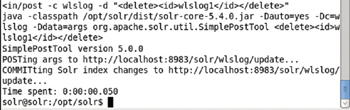 <in/post -c wlslog -d "<delete><id>wlslog1</id></delete>"
java -classpath /opt/solr/dist/solr-core-5.4.0.jar -Dauto=yes -Dc=w
lslog -Ddata=args org.apache.solr.util.SimplePostTool <delete><id>w
lslog1</id></delete>
SimplePostTool version 5.0.0
POSTing args to http://localhost:8983/solr/wlslog/update...
COMMITting Solr index changes to http://localhost:8983/solr/wlslog/
update...
Time spent: 0:00:00.050
solr@solr:/opt/solr$